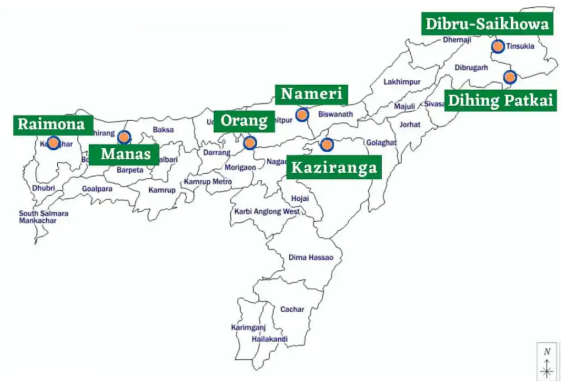 Dibru-Saikhowa
Dhemaji
Tinsukia
Dibrugarh
Lakhimpur
Dihing Patkai
Nameri
Biswanath
Majuli
Jorhat
Golaghat
Orang
Raimona
Baksa
Manas
Darrang
Kaziranga
Barpeta
Morigaon
Dhubri
Goalpara
Kamrup
Kamrup Metro
Hojai
South Salmara
Mankachar
Karbi Anglong West
Dima Hassao
Cachar
Karimganj
Hailakandi
N